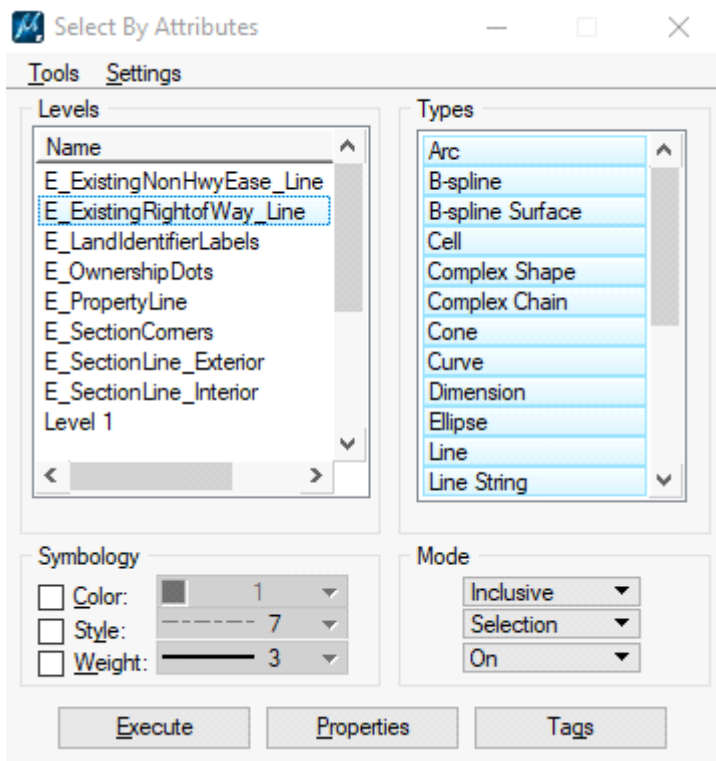 Select By Attributes
Tools Settings
Levels
Name
E_ExistingNonHwyEase_Line
E_ExistingRightofWay_Line
E_LandIdentifierLabels
E_OwnershipDots
E_PropertyLine
E_SectionCorners
E_SectionLine_Exterior
E_SectionLine_Interior
Level 1
Types
Arc
B-spline
B-spline Surface
Cell
Complex Shape
Complex Chain
Cone
Curve
Dimension
Ellipse
Line
Line String
Symbology
Color: 1
Style: 7
Weight: 3
Mode
Inclusive
Selection
On
Execute Properties Tags